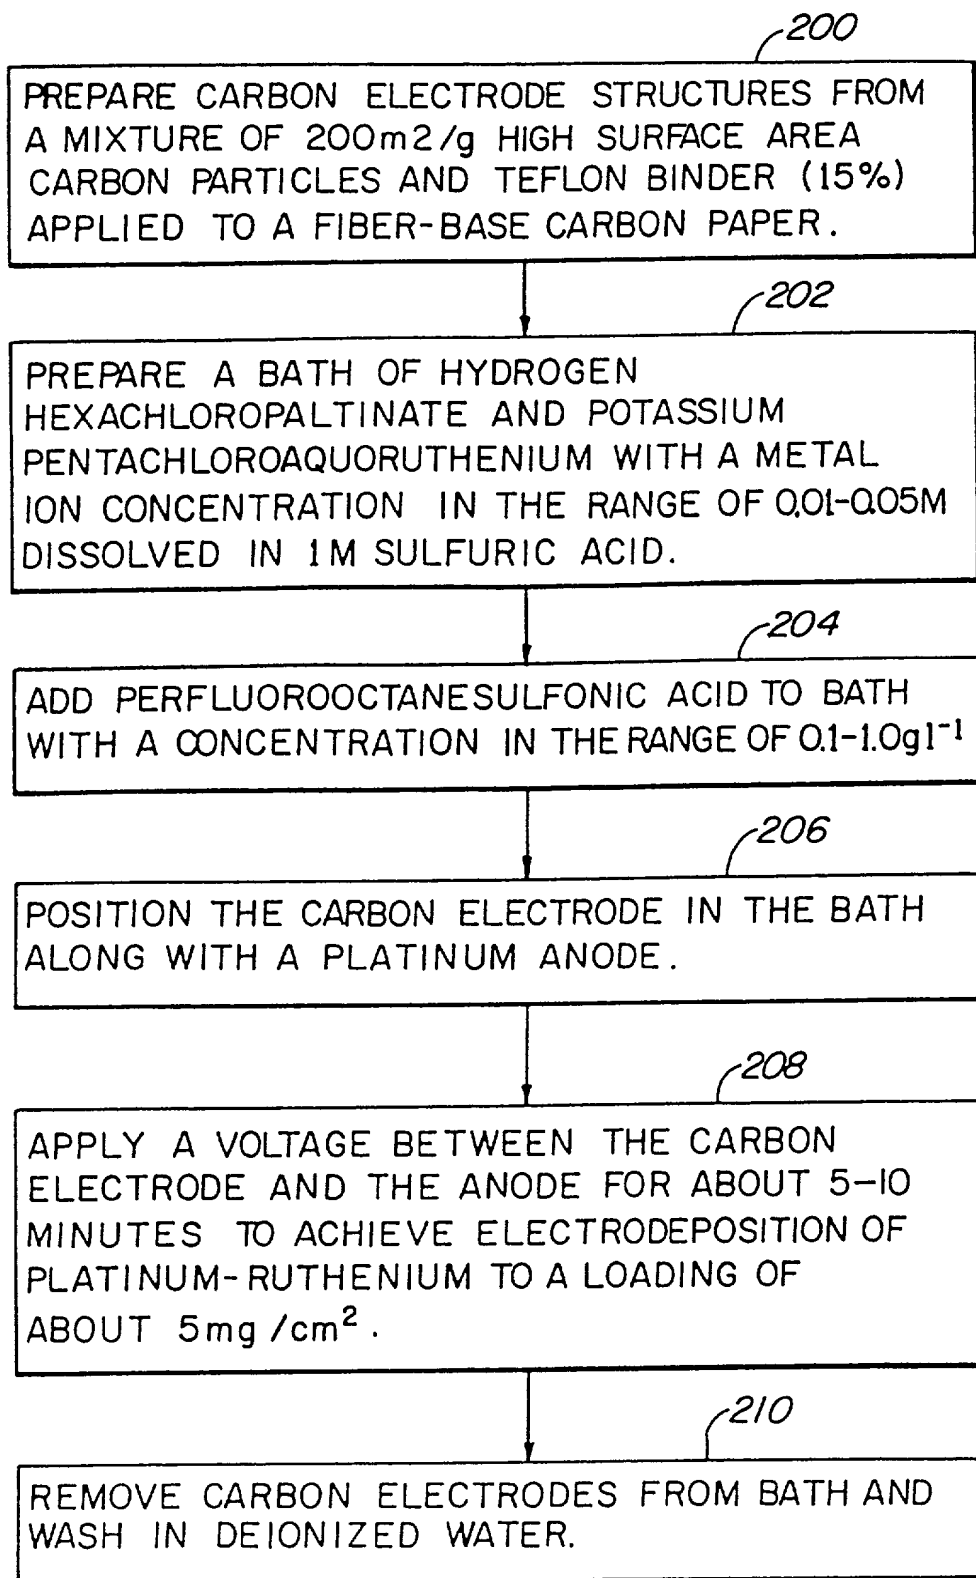 200
PREPARE CARBON ELECTRODE STRUCTURES FROM
A MIXTURE OF 200m2/g HIGH SURFACE AREA
CARBON PARTICLES AND TEFLON BINDER (15%)
APPLIED TO A FIBER-BASE CARBON PAPER.
202
PREPARE A BATH OF HYDROGEN
HEXACHLOROPALTINATE AND POTASSIUM
PENTACHLOROAQUORUTHENIUM WITH A METAL
ION CONCENTRATION IN THE RANGE OF 0.01-0.05M
DISSOLVED IN 1M SULFURIC ACID.
204
ADD PERFLUOROOCTANESULFONIC ACID TO BATH
WITH A CONCENTRATION IN THE RANGE OF 0.1-1.0gl⁻¹
206
POSITION THE CARBON ELECTRODE IN THE BATH
ALONG WITH A PLATINUM ANODE.
208
APPLY A VOLTAGE BETWEEN THE CARBON
ELECTRODE AND THE ANODE FOR ABOUT 5-10
MINUTES TO ACHIEVE ELECTRODEPOSITION OF
PLATINUM-RUTHENIUM TO A LOADING OF
ABOUT 5mg/cm².
210
REMOVE CARBON ELECTRODES FROM BATH AND
WASH IN DEIONIZED WATER.